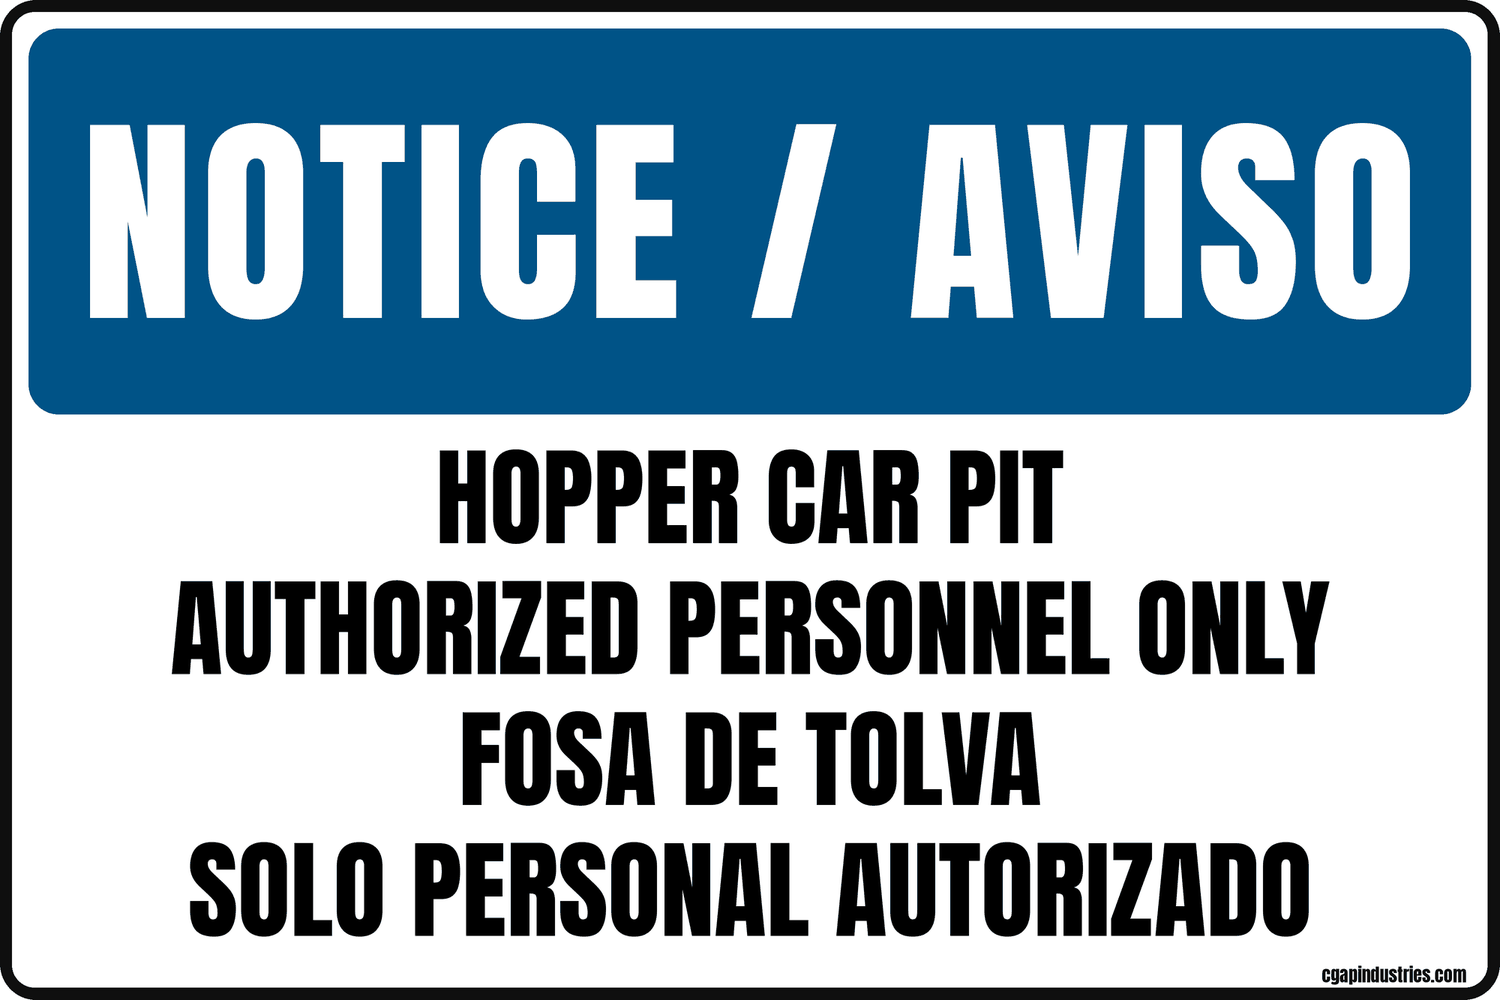 NOTICE / AVISO
HOPPER CAR PIT
AUTHORIZED PERSONNEL ONLY
FOSA DE TOLVA
SOLO PERSONAL AUTORIZADO
cgapindustries.com